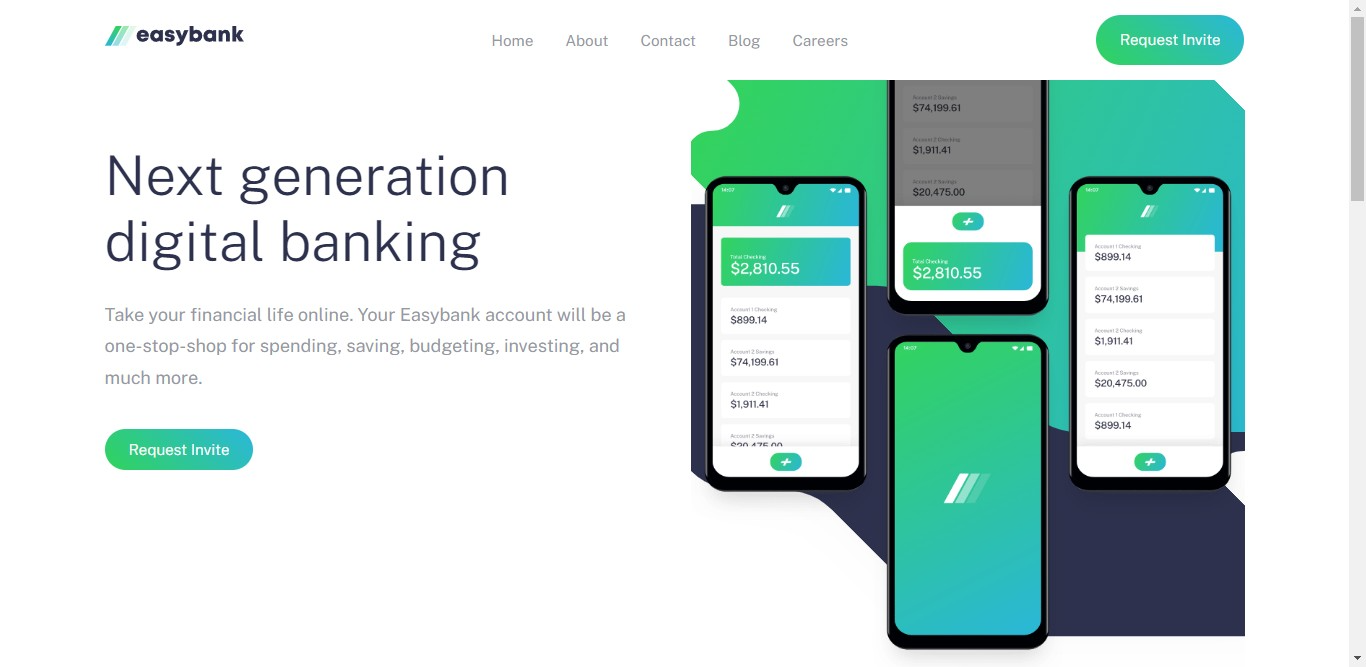 easybank
Home
About
Contact
Blog
Careers
Request Invite
Next generation
digital banking
Take your financial life online. Your Easybank account will be a
one-stop-shop for spending, saving, budgeting, investing, and
much more.
Request Invite
14:07
Total Checking
$2,810.55
Account 1 Checking
$899.14
Account 2 Savings
$74,199.61
Account 2 Checking
$1,911.41
Account 2 Savings
$20,475.00
Account 2 Savings
$74,199.61
Account 2 Checking
$1,911.41
Account 2 Savings
$20,475.00
Total Checking
$2,810.55
14:07
14:07
Account 1 Checking
$899.14
Account 2 Savings
$74,199.61
Account 2 Checking
$1,911.41
Account 2 Savings
$20,475.00
Account 1 Checking
$899.14